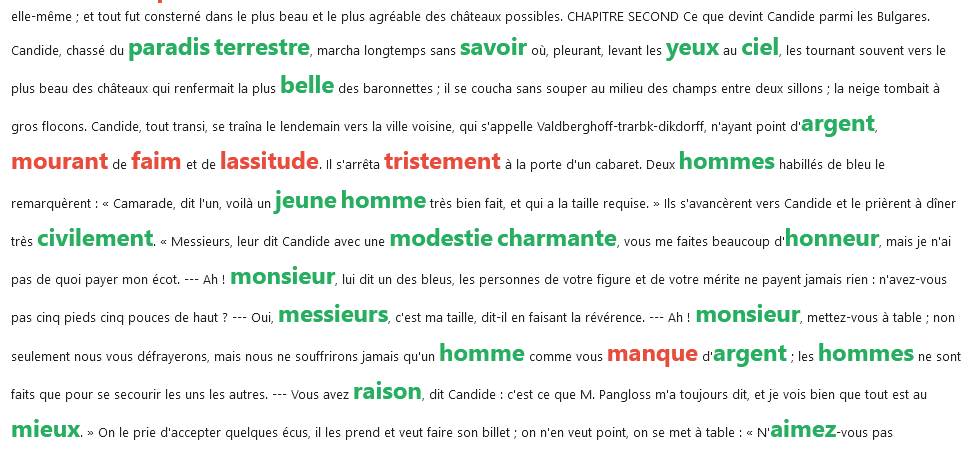 elle-même ; et tout fut consterné dans le plus beau et le plus agréable des châteaux possibles. CHAPITRE SECOND Ce que devint Candide parmi les Bulgares.
Candide, chassé du paradis terrestre, marcha longtemps sans savoir où, pleurant, levant les yeux au ciel, les tournant souvent vers le
plus beau des châteaux qui renfermait la plus belle des baronnettes ; il se coucha sans souper au milieu des champs entre deux sillons ; la neige tombait à
gros flocons. Candide, tout transi, se traîna le lendemain vers la ville voisine, qui s'appelle Valdberghoff-trarbk-dikdorff, n'ayant point d'argent,
mourant de faim et de lassitude. Il s'arrêta tristement à la porte d'un cabaret. Deux hommes habillés de bleu le
remarquèrent : « Camarade, dit l'un, voilà un jeune homme très bien fait, et qui a la taille requise. » Ils s'avancèrent vers Candide et le prièrent à dîner
très civilement. « Messieurs, leur dit Candide avec une modestie charmante, vous me faites beaucoup d'honneur, mais je n'ai
pas de quoi payer mon écot. --- Ah ! monsieur, lui dit un des bleus, les personnes de votre figure et de votre mérite ne payent jamais rien : n'avez-vous
pas cinq pieds cinq pouces de haut ? --- Oui, messieurs, c'est ma taille, dit-il en faisant la révérence. --- Ah ! monsieur, mettez-vous à table ; non
seulement nous vous défrayerons, mais nous ne souffrirons jamais qu'un homme comme vous manque d'argent ; les hommes ne sont
faits que pour se secourir les uns les autres. --- Vous avez raison, dit Candide : c'est ce que M. Pangloss m'a toujours dit, et je vois bien que tout est au
mieux. » On le prie d'accepter quelques écus, il les prend et veut faire son billet ; on n'en veut point, on se met à table : « N'aimez-vous pas